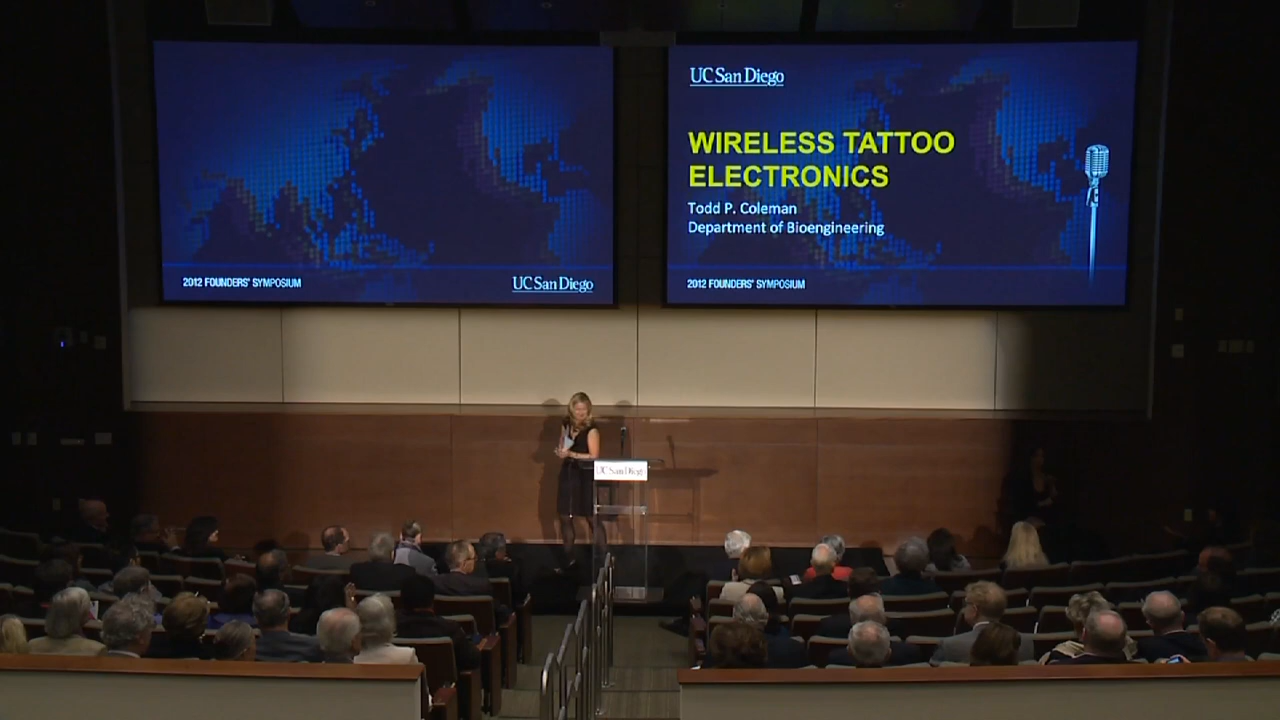 2012 FOUNDERS' SYMPOSIUM
UC San Diego
UC San Diego
WIRELESS TATTOO
ELECTRONICS
Todd P. Coleman
Department of Bioengineering
2012 FOUNDERS' SYMPOSIUM
UC San Diego